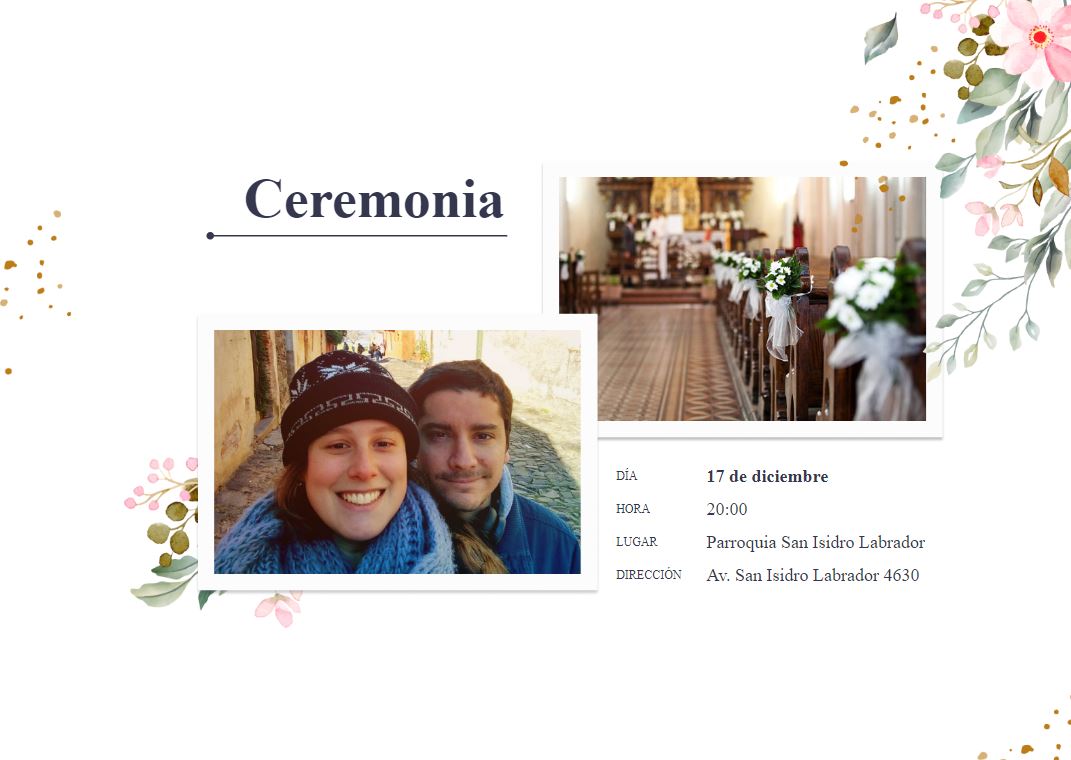 Ceremonia
DÍA 17 de diciembre
HORA 20:00
LUGAR Parroquia San Isidro Labrador
DIRECCIÓN Av. San Isidro Labrador 4630